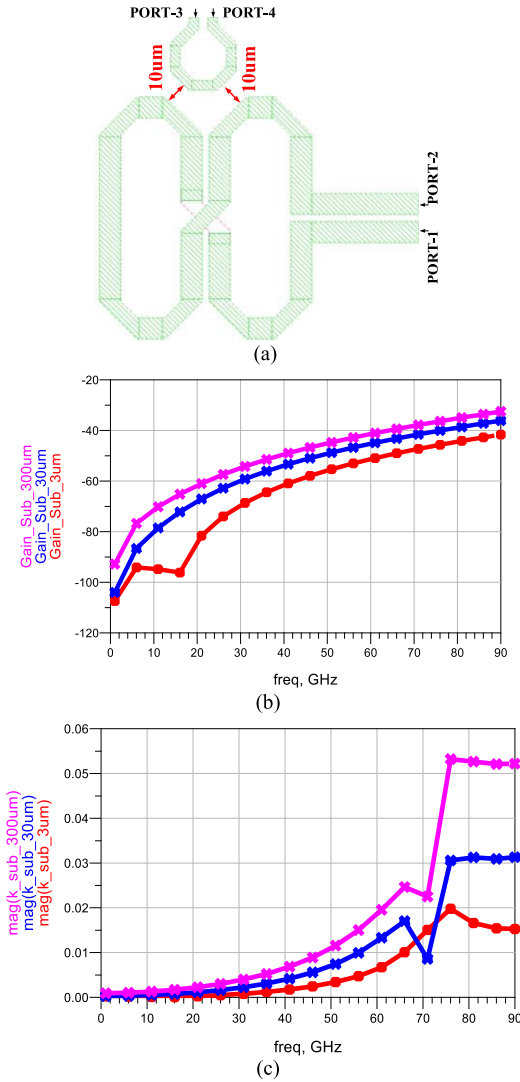 PORT-3 PORT-4
10um 10um
PORT-2
PORT-1
(a)
-20
-40
-60
-80
-100
-120
Gain_Sub_300um
Gain_Sub_30um
Gain_Sub_3um
0 10 20 30 40 50 60 70 80 90
freq, GHz
(b)
0.06
0.05
0.04
0.03
0.02
0.01
0.00
mag(k_sub_300um)
mag(k_sub_30um)
mag(k_sub_3um)
0 10 20 30 40 50 60 70 80 90
freq, GHz
(c)